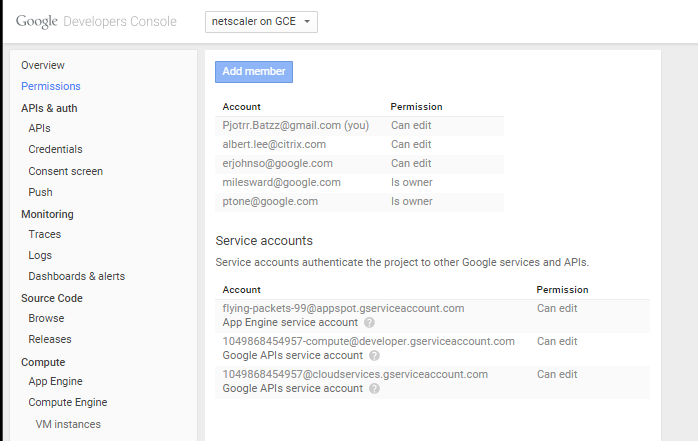 Google Developers Console
netscaler on GCE
Overview
Permissions
APIs & auth
APIs
Credentials
Consent screen
Push
Monitoring
Traces
Logs
Dashboards & alerts
Source Code
Browse
Releases
Compute
App Engine
Compute Engine
VM instances
Add member
Account Permission
Pjotrr.Batzz@gmail.com (you) Can edit
albert.lee@citrix.com Can edit
erjohnso@google.com Can edit
milesward@google.com Is owner
ptone@google.com Is owner
Service accounts
Service accounts authenticate the project to other Google services and APIs.
Account Permission
flying-packets-99@appspot.gserviceaccount.com Can edit
App Engine service account ?
1049868454957-compute@developer.gserviceaccount.com Can edit
Google APIs service account ?
1049868454957@cloudservices.gserviceaccount.com Can edit
Google APIs service account ?